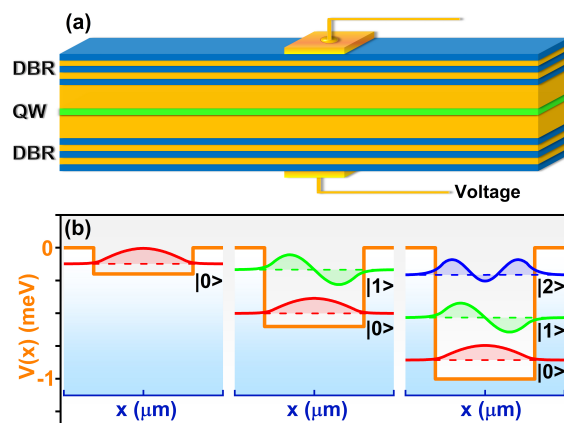 (a)
DBR
QW
DBR
Voltage
(b)
0
-1
V(x) (meV)
|0>
|1>
|0>
|2>
|1>
|0>
x (μm)
x (μm)
x (μm)